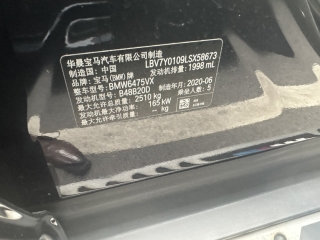 华晨宝马汽车有限公司制造
制造国：中国 LBV7Y0109LSX58673
品牌：宝马(BMW)牌 发动机排量：1998 mL
整车型号：BMW6475VX
发动机型号：B48B20D 制造年月：2020-06
最大允许总质量：2510 kg 乘坐人数：5
发动机最大净功率：165 kW
-- kg